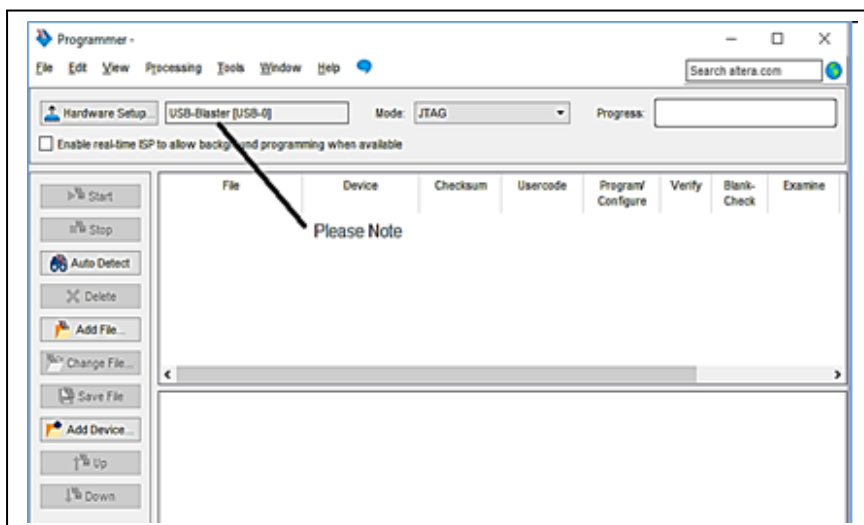 Programmer -
File Edit View Processing Tools Window Help
Search altera.com
Hardware Setup... USB-Blaster [USB-0] Mode: JTAG Progress:
Enable real-time ISP to allow background programming when available
File Device Checksum Usercode Program/ Verify Blank- Examine
Configure Check
Start
Stop
Please Note
Auto Detect
Delete
Add File...
Change File...
Save File
Add Device...
Up
Down